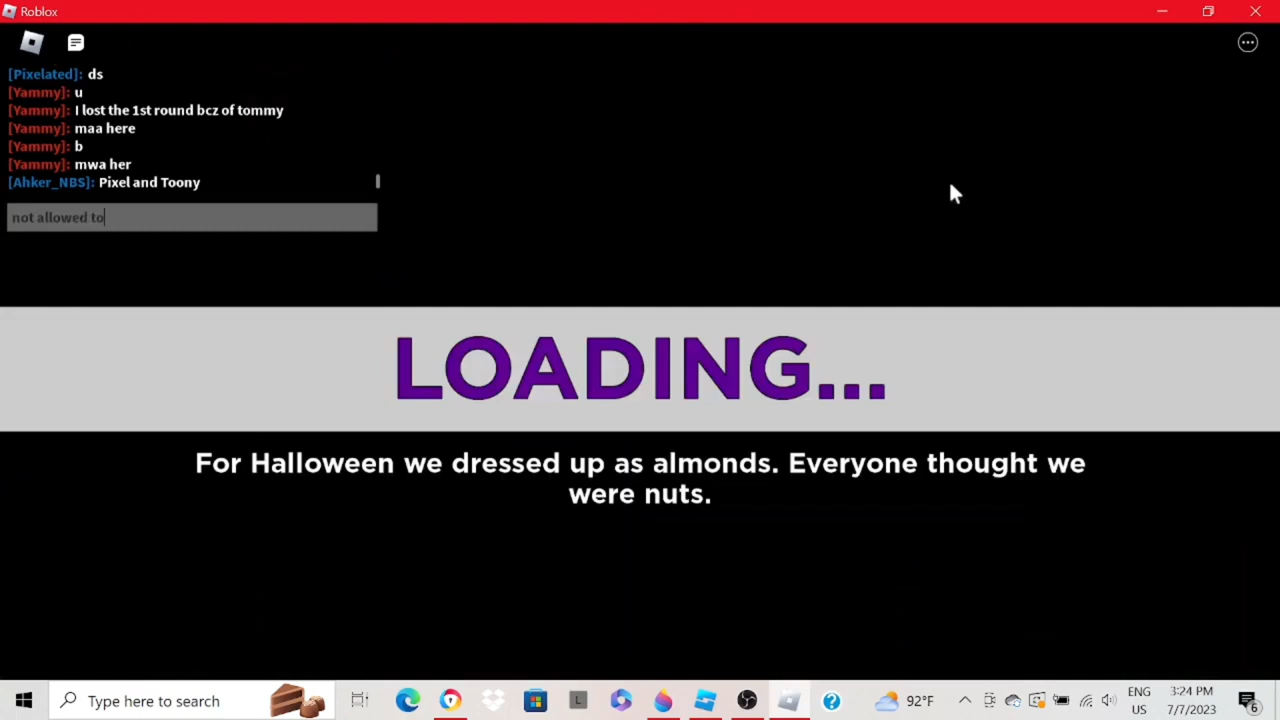 Roblox
[Pixelated]: ds
[Yammy]: u
[Yammy]: I lost the 1st round bcz of tommy
[Yammy]: maa here
[Yammy]: b
[Yammy]: mwa her
[Ahker_NBS]: Pixel and Toony
not allowed to
LOADING...
For Halloween we dressed up as almonds. Everyone thought we
were nuts.
Type here to search
L
92°F
ENG
US
3:24 PM
7/7/2023
6